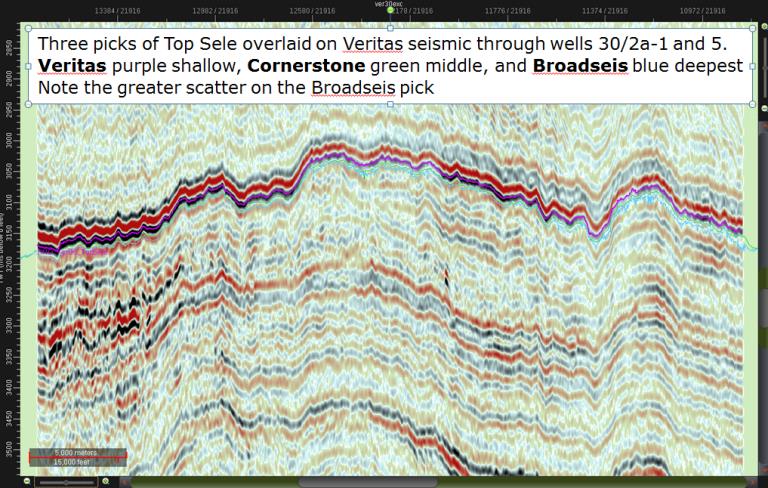 ver30exc
13384 / 21916 12982 / 21916 12580 / 21916 2178 / 21916 11776 / 21916 11374 / 21916 10972 / 21916
Three picks of Top Sele overlaid on Veritas seismic through wells 30/2a-1 and 5.
Veritas purple shallow, Cornerstone green middle, and Broadseis blue deepest
Note the greater scatter on the Broadseis pick
2850
2900
2950
3000
3050
3100
3150
3200
3250
3300
3350
3400
3450
3500
5,000 meters
15,000 feet